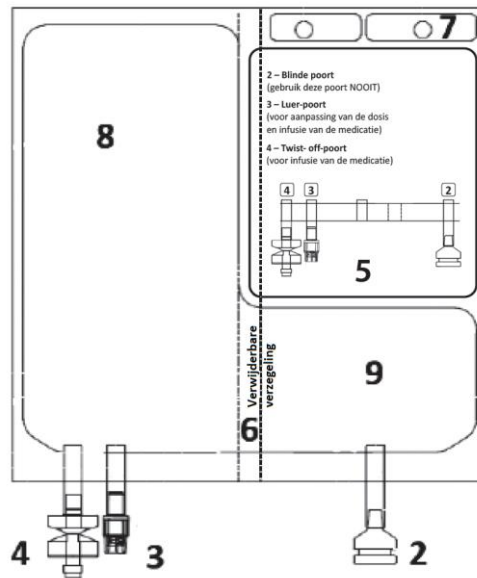 7
2 – Blinde poort
(gebruik deze poort NOOIT)
3 – Luer-poort
(voor aanpassing van de dosis
en infusie van de medicatie)
4 – Twist- off-poort
(voor infusie van de medicatie)
4 3 2
5
8
Verwijderbare
verzegeling
9
6
4 3 2